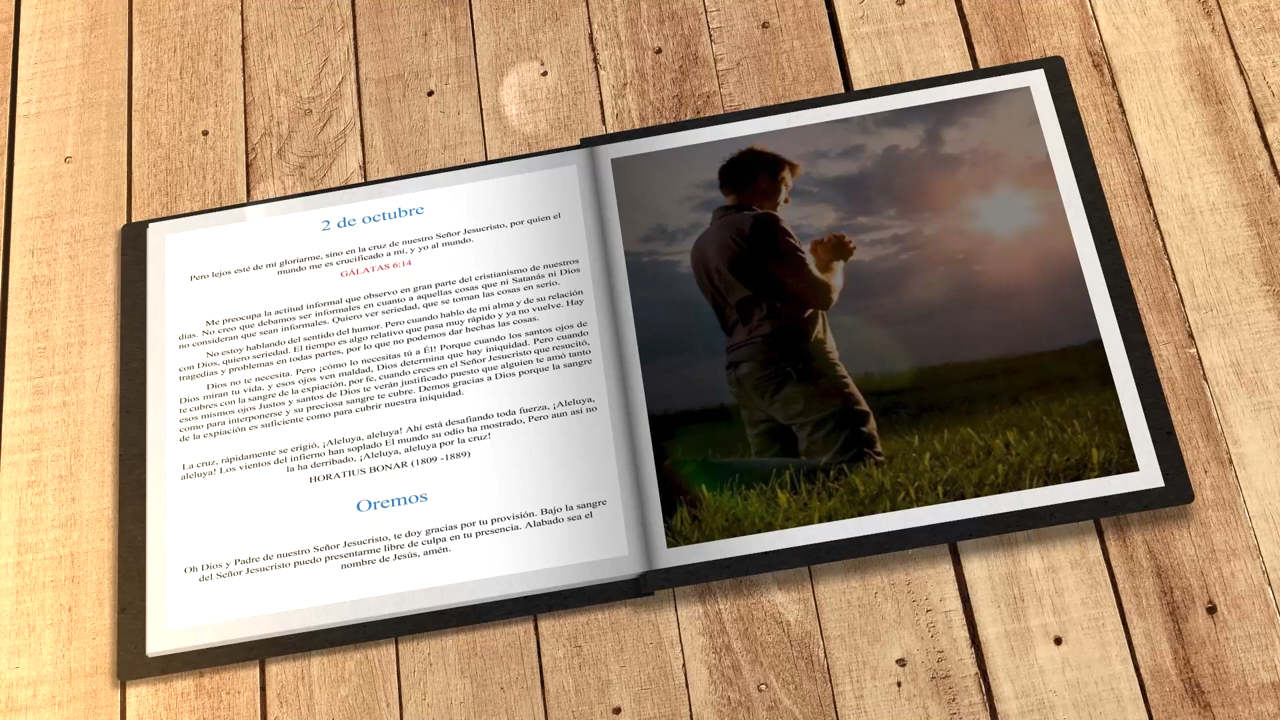 2 de octubre
Pero lejos esté de mí gloriarme, sino en la cruz de nuestro Señor Jesucristo, por quien el
mundo me es crucificado a mí, y yo al mundo.
GÁLATAS 6:14
Me preocupa la actitud informal que observo en gran parte del cristianismo de nuestros
días. No creo que debamos ser informales en cuanto a aquellas cosas que ni Satanás ni Dios
no consideran que sean informales. Quiero ver seriedad, que se toman las cosas en serio.
No estoy hablando del sentido del humor. Pero cuando hablo de mi alma y de su relación
con Dios, quiero seriedad. El tiempo es algo relativo que pasa muy rápido y ya no vuelve. Hay
tragedias y problemas en todas partes, por lo que no podemos dar hechas las cosas.
Dios no te necesita. Pero ¡cómo lo necesitas tú a Él! Porque cuando los santos ojos de
Dios miran tu vida, y esos ojos ven maldad, Dios determina que hay iniquidad. Pero cuando
te cubres con la sangre de la expiación, por fe, cuando crees en el Señor Jesucristo que resucitó,
esos mismos ojos Justos y santos de Dios te verán justificado puesto que alguien te amó tanto
como para interponerse y su preciosa sangre te cubre. Demos gracias a Dios porque la sangre
de la expiación es suficiente como para cubrir nuestra iniquidad.
La cruz, rápidamente se erigió, ¡Aleluya, aleluya! Ahí está desafiando toda fuerza, ¡Aleluya,
aleluya! Los vientos del infierno han soplado El mundo su odio ha mostrado, Pero aun así no
la ha derribado, ¡Aleluya, aleluya por la cruz!
HORATIUS BONAR (1809 -1889)
Oremos
Oh Dios y Padre de nuestro Señor Jesucristo, te doy gracias por tu provisión. Bajo la sangre
del Señor Jesucristo puedo presentarme libre de culpa en tu presencia. Alabado sea el
nombre de Jesús, amén.